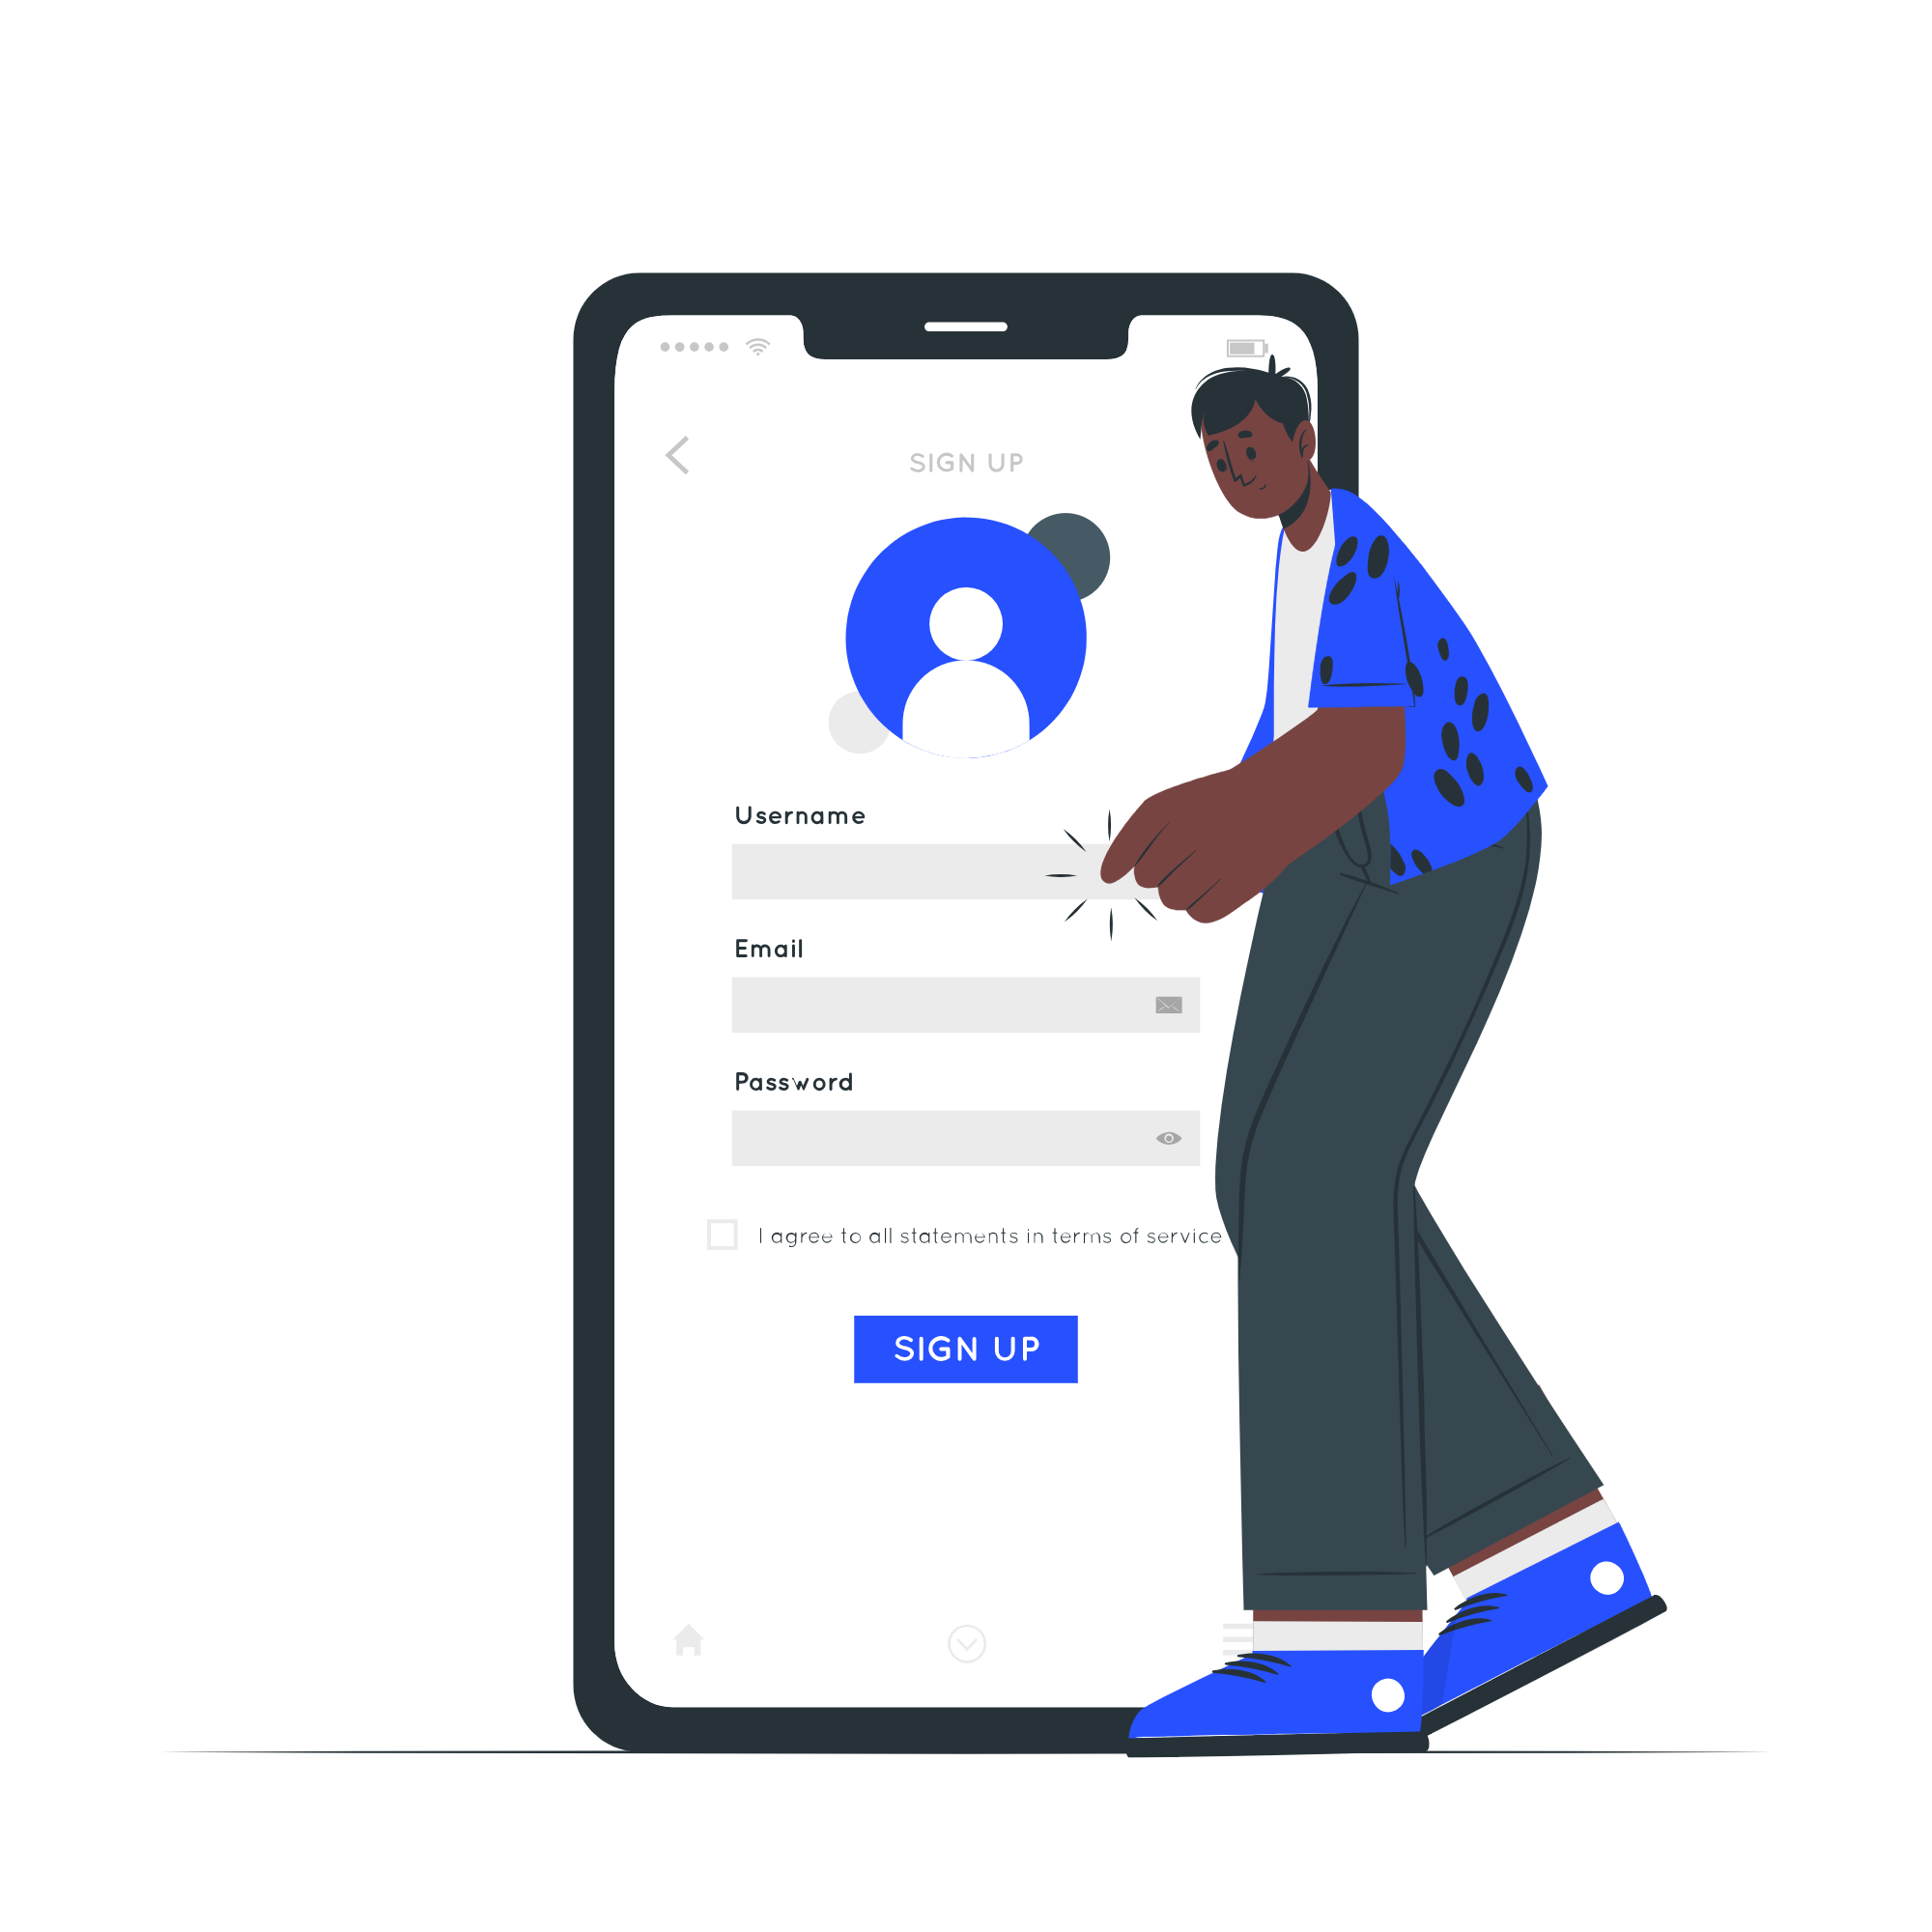 SIGN UP
Username
Email
Password
I agree to all statements in terms of service
SIGN UP